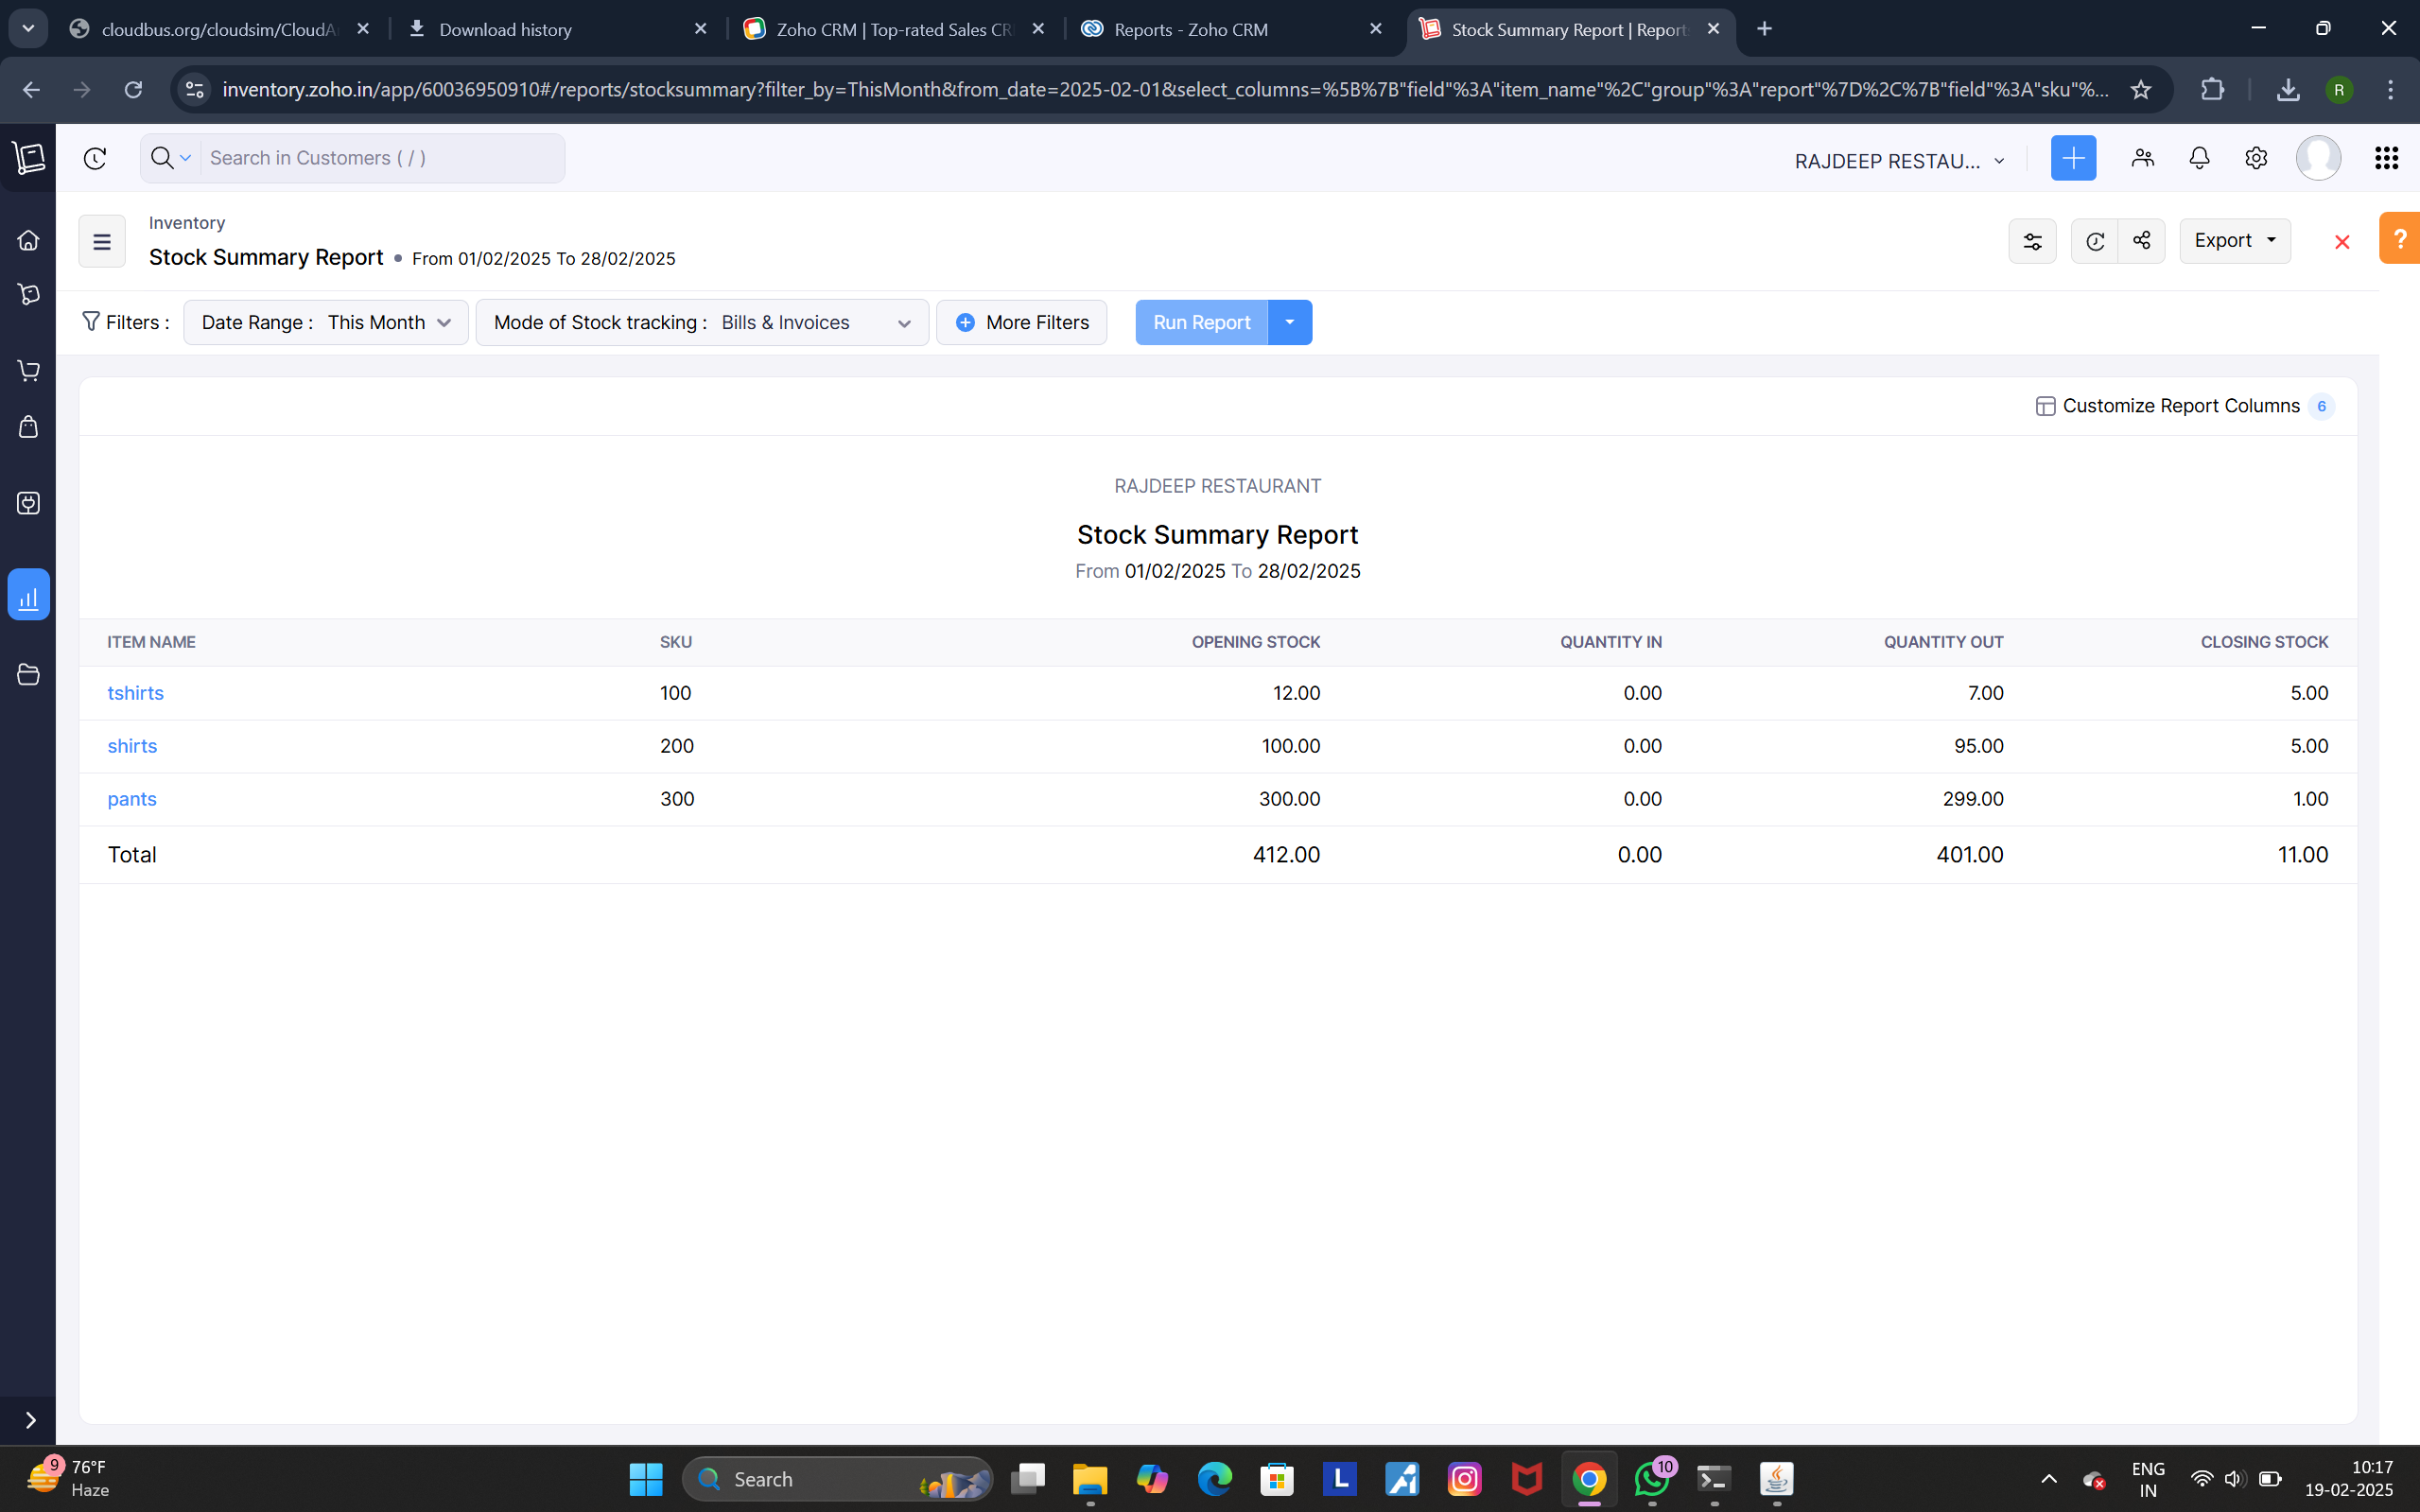 cloudbus.org/cloudsim/CloudA
Download history
Zoho CRM | Top-rated Sales CR
Reports - Zoho CRM
Stock Summary Report | Report
inventory.zoho.in/app/60036950910#/reports/stocksummary?filter_by=ThisMonth&from_date=2025-02-01&select_columns=%5B%7B"field"%3A"item_name"%2C"group"%3A"report"%7D%2C%7B"field"%3A"sku"%...
R
Search in Customers ( / )
RAJDEEP RESTAU...
Inventory
Stock Summary Report • From 01/02/2025 To 28/02/2025
Export
?
Filters :
Date Range : This Month
Mode of Stock tracking : Bills & Invoices
More Filters
Run Report
Customize Report Columns 6
RAJDEEP RESTAURANT
Stock Summary Report
From 01/02/2025 To 28/02/2025
ITEM NAME SKU OPENING STOCK QUANTITY IN QUANTITY OUT CLOSING STOCK
tshirts 100 12.00 0.00 7.00 5.00
shirts 200 100.00 0.00 95.00 5.00
pants 300 300.00 0.00 299.00 1.00
Total 412.00 0.00 401.00 11.00
9
76°F
Haze
Search
L
10
ENG
IN
10:17
19-02-2025